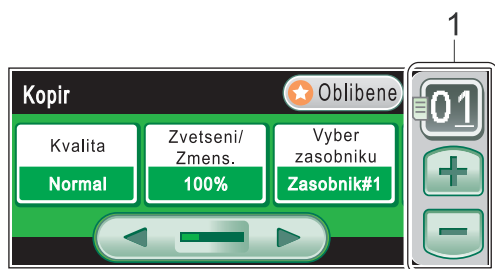 1
Kopir
Oblibene
01
Kvalita
Normal
Zvetseni/
Zmens.
100%
Vyber
zasobniku
Zasobnik#1